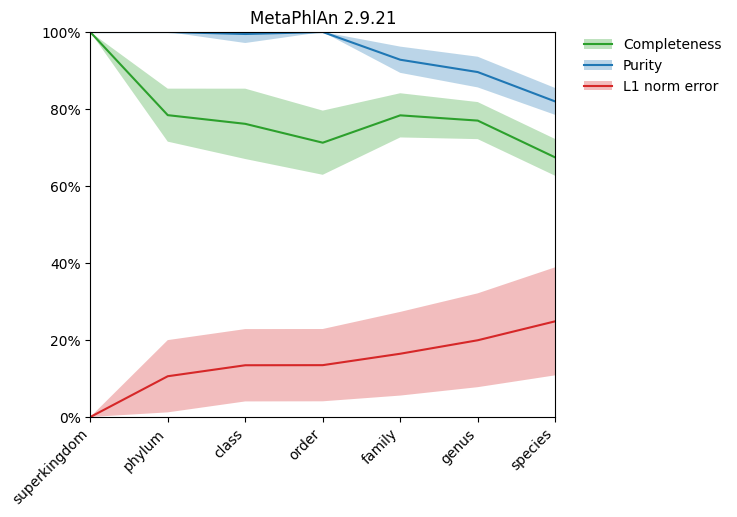 MetaPhlAn 2.9.21
100%
80%
60%
40%
20%
0%
superkingdom
phylum
class
order
family
genus
species
Completeness
Purity
L1 norm error